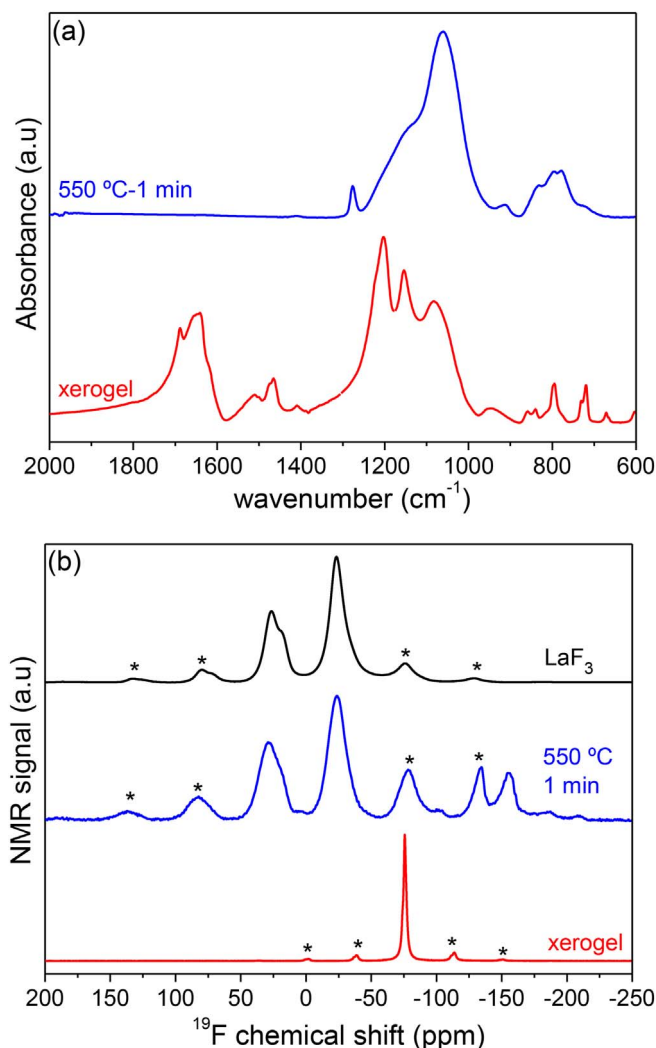 (a)
Absorbance (a.u)
550 ºC-1 min
xerogel
2000 1800 1600 1400 1200 1000 800 600
wavenumber (cm⁻¹)
(b)
NMR signal (a.u)
* * * *
LaF₃
550 ºC
1 min
* * * *
xerogel
* * * *
200 150 100 50 0 -50 -100 -150 -200 -250
¹⁹F chemical shift (ppm)